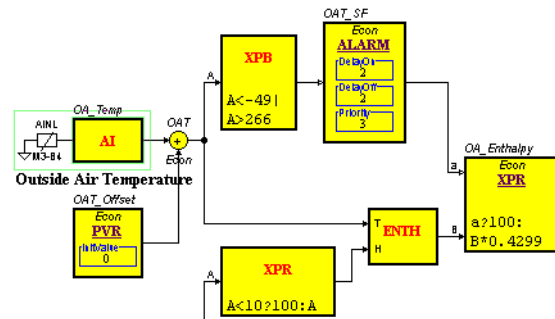 OAT_SF
Econ
ALARM
DelayOn
2
DelayOff
2
Priority
3
XPB
A
A<-49|
A>266
OA_Temp
AINL
AI
M3-64
OAT
+
Econ
Outside Air Temperature
OAT_Offset
Econ
PVR
InitValue
0
OA_Enthalpy
Econ
XPR
a
a?100:
B
B*0.4299
T
H
ENTH
A
XPR
A<10?100:A